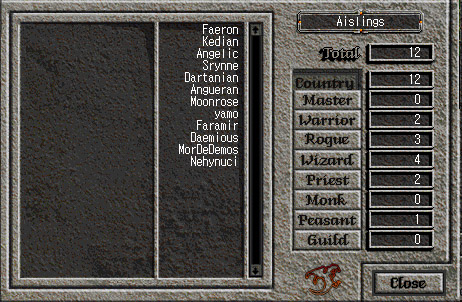 Faeron
Kedian
Angelic
Srynne
Dartanian
Angueran
Moonrose
yamo
Faramir
Daemious
MorDeDemos
Nehynuci
Aislings
Total 12
Country 12
Master 0
Warrior 2
Rogue 3
Wizard 4
Priest 2
Monk 0
Peasant 1
Guild 0
Close